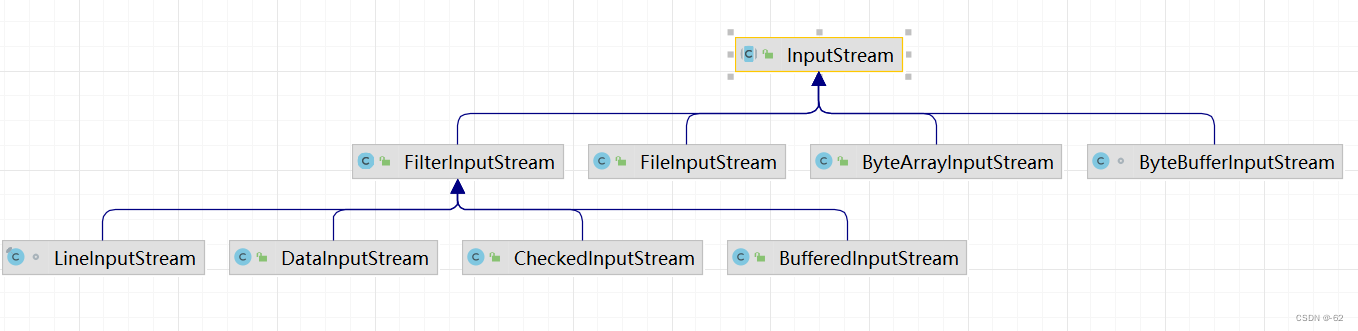 InputStream
FilterInputStream
FileInputStream
ByteArrayInputStream
ByteBufferInputStream
LineInputStream
DataInputStream
CheckedInputStream
BufferedInputStream
CSDN @-62